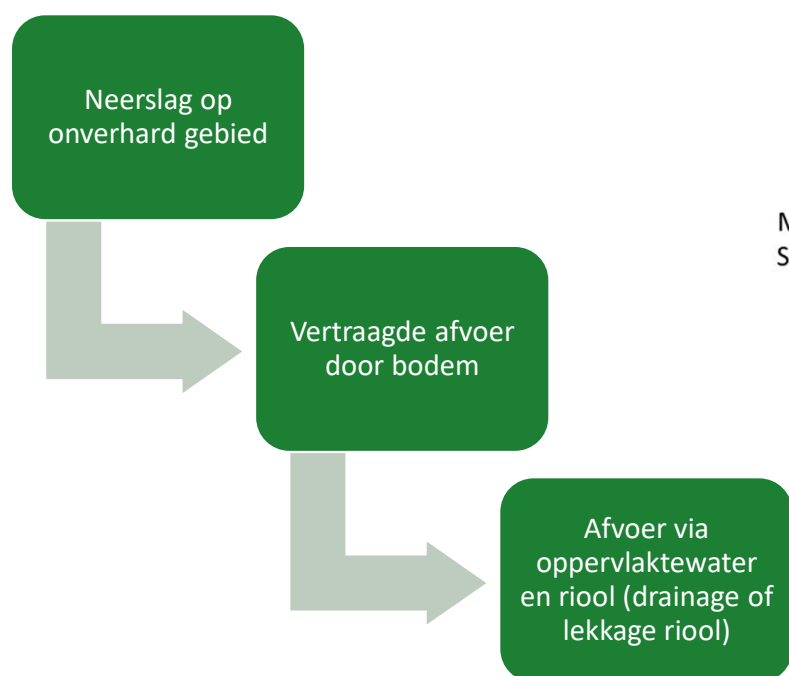 Neerslag op
onverhard gebied
Vertraagde afvoer
door bodem
Afvoer via
oppervlaktewater
en riool (drainage of
lekkage riool)